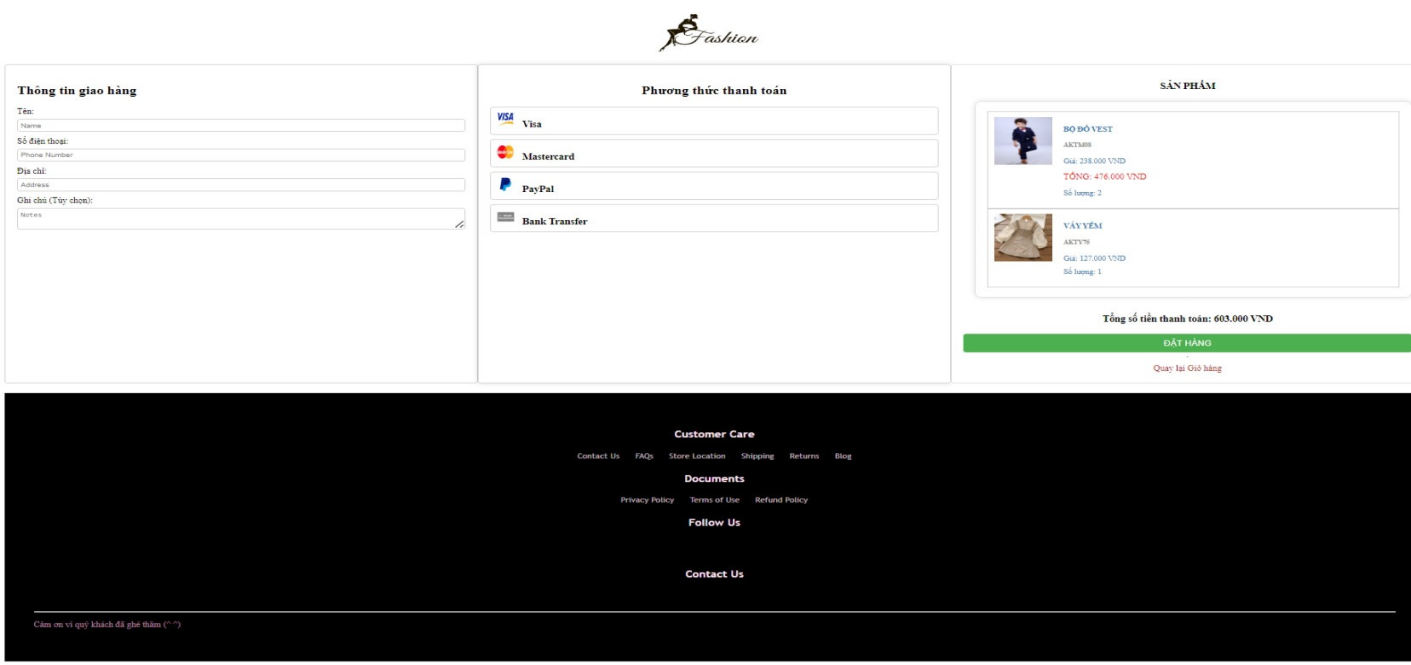 Fashion
Thông tin giao hàng
Tên:
Name
Số điện thoại:
Phone Number
Địa chỉ:
Address
Ghi chú (Tùy chọn):
Notes
Phương thức thanh toán
VISA Visa
Mastercard
PayPal
Bank Transfer
SẢN PHẨM
BỘ ĐỒ VEST
AKTM08
Giá: 238.000 VND
TỔNG: 476.000 VND
Số lượng: 2
VÁY YẾM
AKTY78
Giá: 127.000 VND
Số lượng: 1
Tổng số tiền thanh toán: 603.000 VND
ĐẶT HÀNG
Quay lại Giỏ hàng
Customer Care
Contact Us FAQs Store Location Shipping Returns Blog
Documents
Privacy Policy Terms of Use Refund Policy
Follow Us
Contact Us
Cảm ơn vì quý khách đã ghé thăm (^ ^)